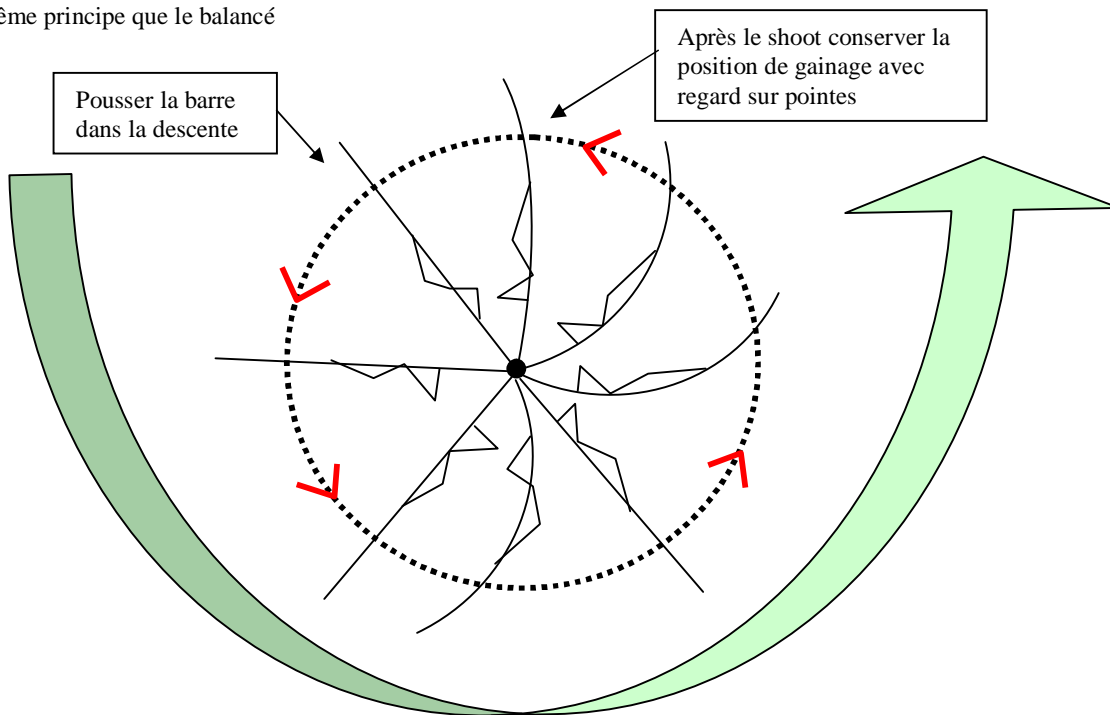 ême principe que le balancé
Après le shoot conserver la
position de gainage avec
regard sur pointes
Pousser la barre
dans la descente